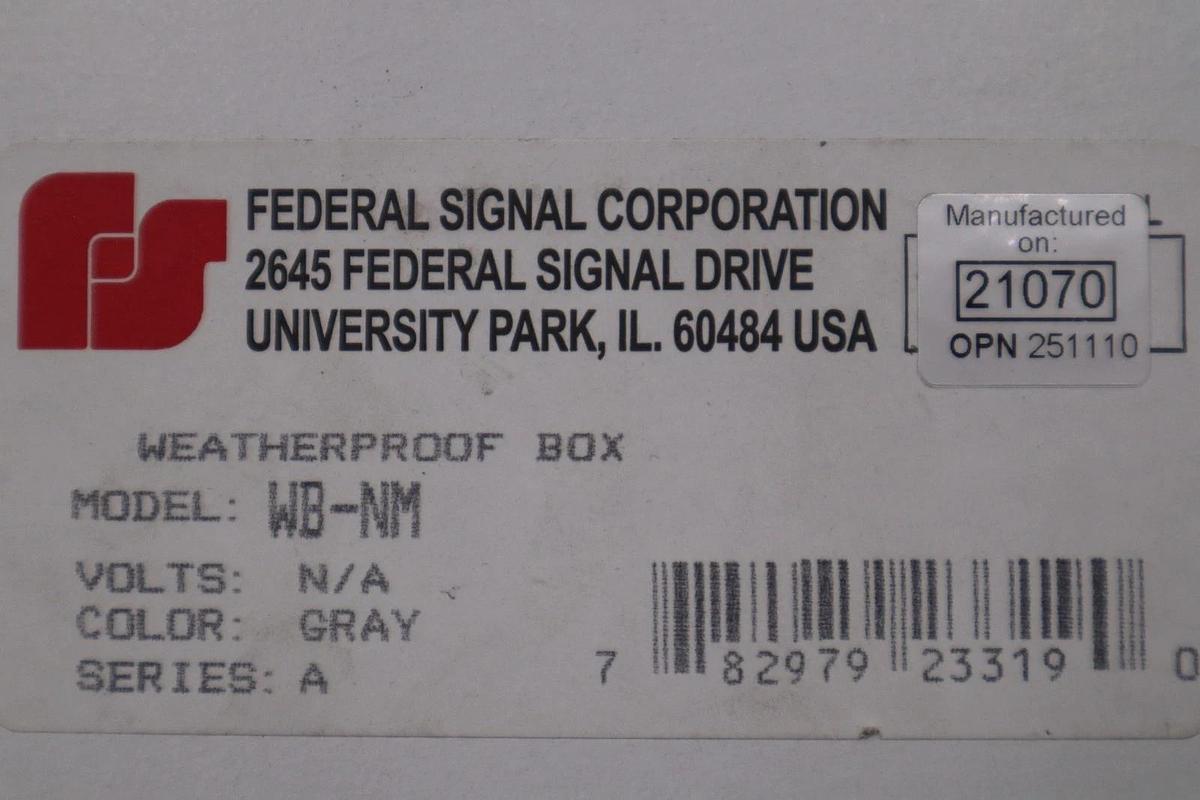 FEDERAL SIGNAL CORPORATION
2645 FEDERAL SIGNAL DRIVE
UNIVERSITY PARK, IL. 60484 USA
Manufactured
on:
21070
OPN 251110
WEATHERPROOF BOX
MODEL: WB-NM
VOLTS: N/A
COLOR: GRAY
SERIES: A
7 82979 23319 0